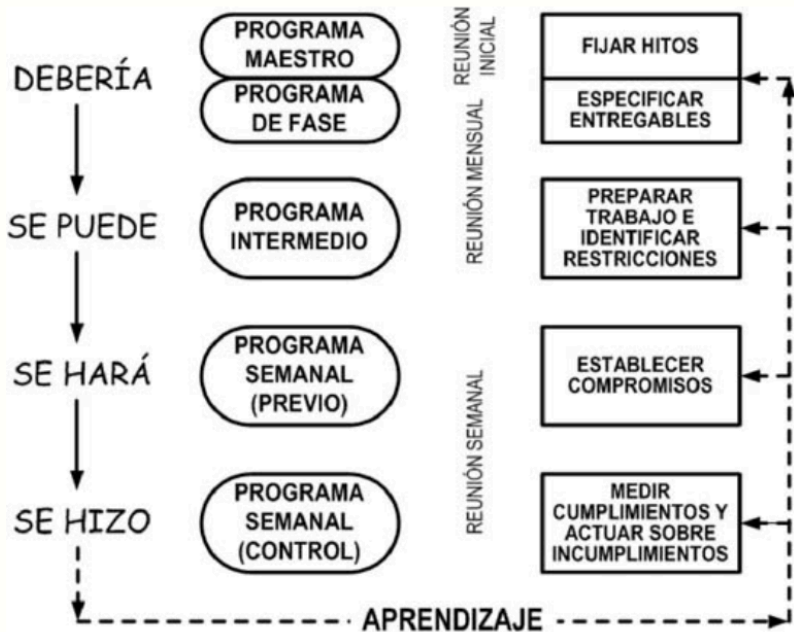 DEBERÍA
PROGRAMA
MAESTRO
PROGRAMA
DE FASE
REUNIÓN
INICIAL
FIJAR HITOS
ESPECIFICAR
ENTREGABLES
SE PUEDE
PROGRAMA
INTERMEDIO
REUNIÓN MENSUAL
PREPARAR
TRABAJO E
IDENTIFICAR
RESTRICCIONES
SE HARÁ
PROGRAMA
SEMANAL
(PREVIO)
REUNIÓN SEMANAL
ESTABLECER
COMPROMISOS
SE HIZO
PROGRAMA
SEMANAL
(CONTROL)
MEDIR
CUMPLIMIENTOS Y
ACTUAR SOBRE
INCUMPLIMIENTOS
APRENDIZAJE